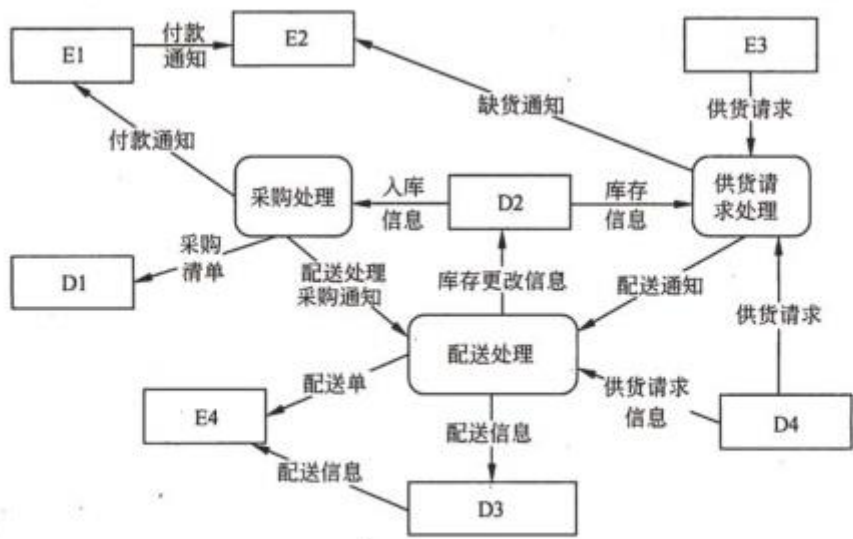 E1
付款
通知
E2
E3
缺货通知
供货请求
付款通知
采购处理
入库
信息
D2
库存
信息
供货请
求处理
采购
清单
D1
配送处理
采购通知
库存更改信息
配送通知
供货请求
配送处理
配送单
E4
供货请求
信息
D4
配送信息
配送信息
D3